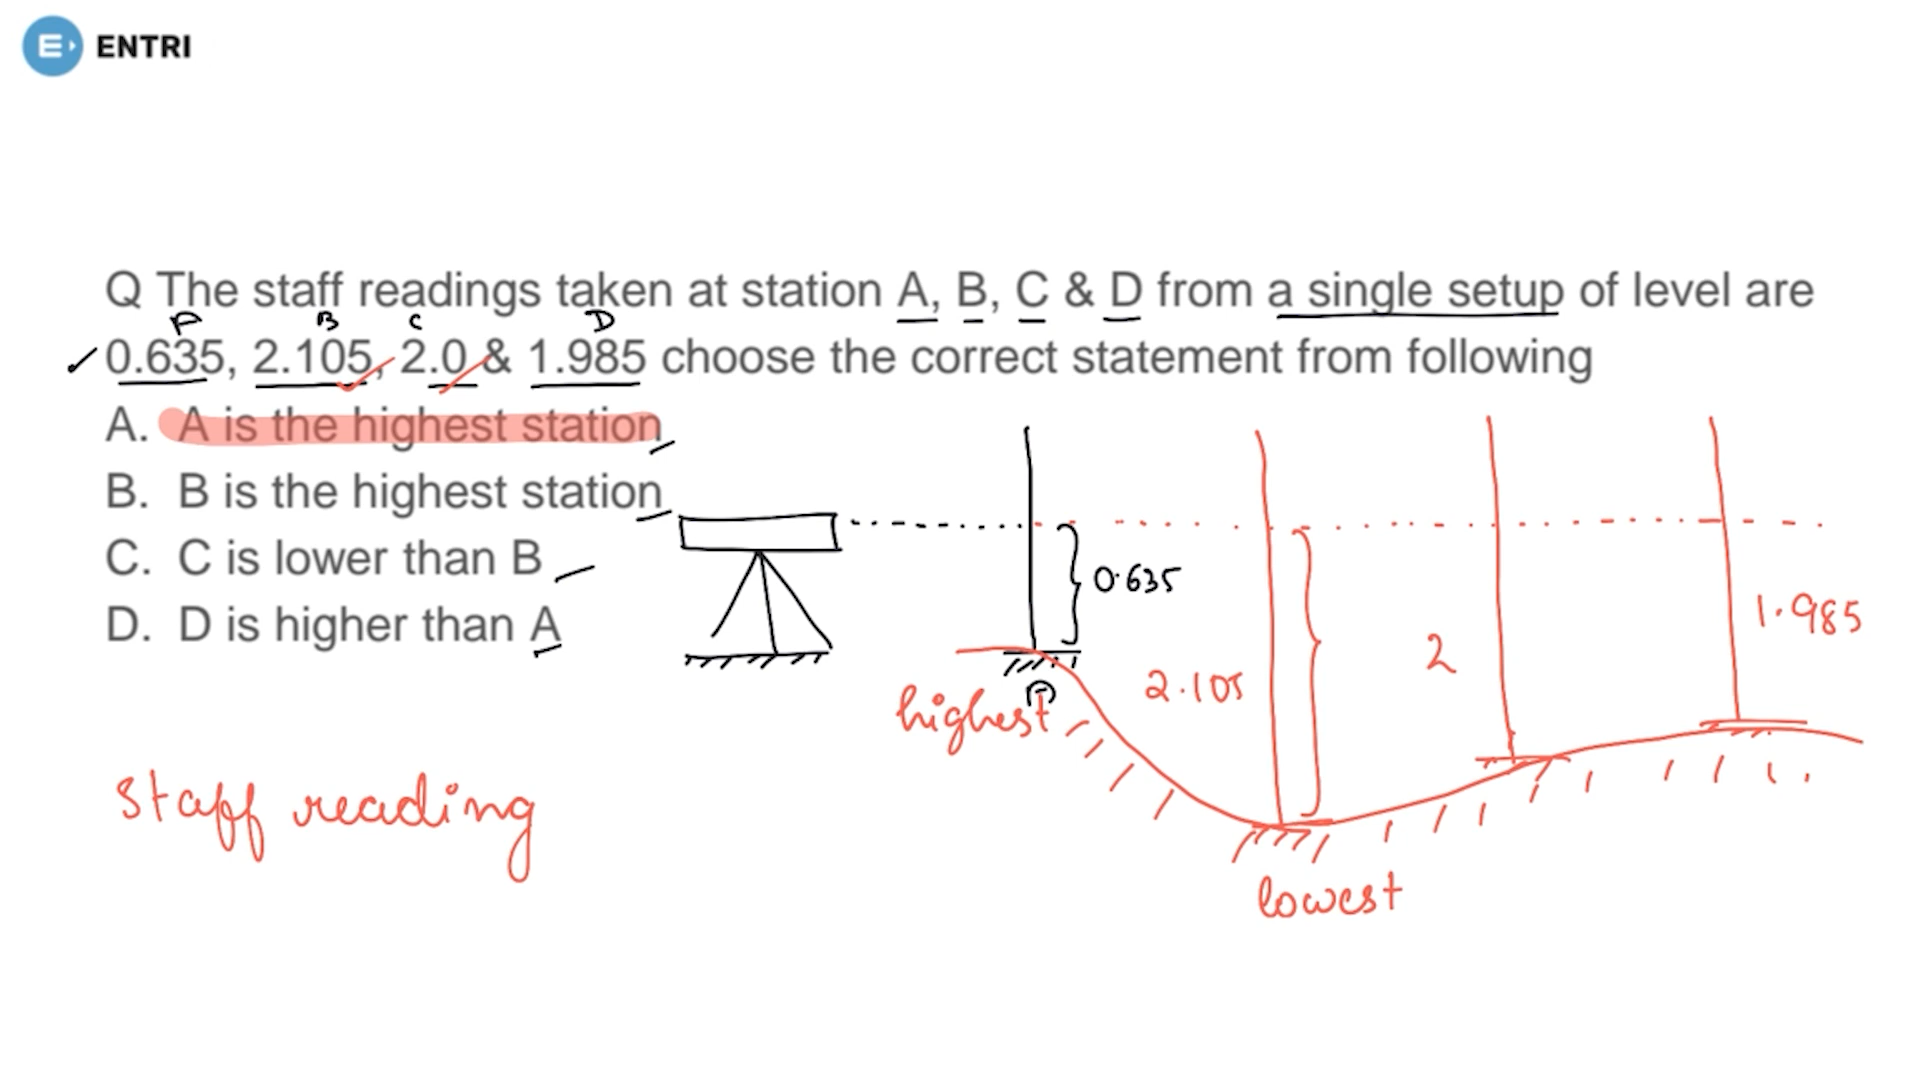 ENTRI
Q The staff readings taken at station A, B, C & D from a single setup of level are
A B C D
0.635, 2.105, 2.0 & 1.985 choose the correct statement from following
A. A is the highest station
B. B is the highest station
C. C is lower than B
D. D is higher than A
0.635
1.985
2
2.105
A
highest
staff reading
lowest